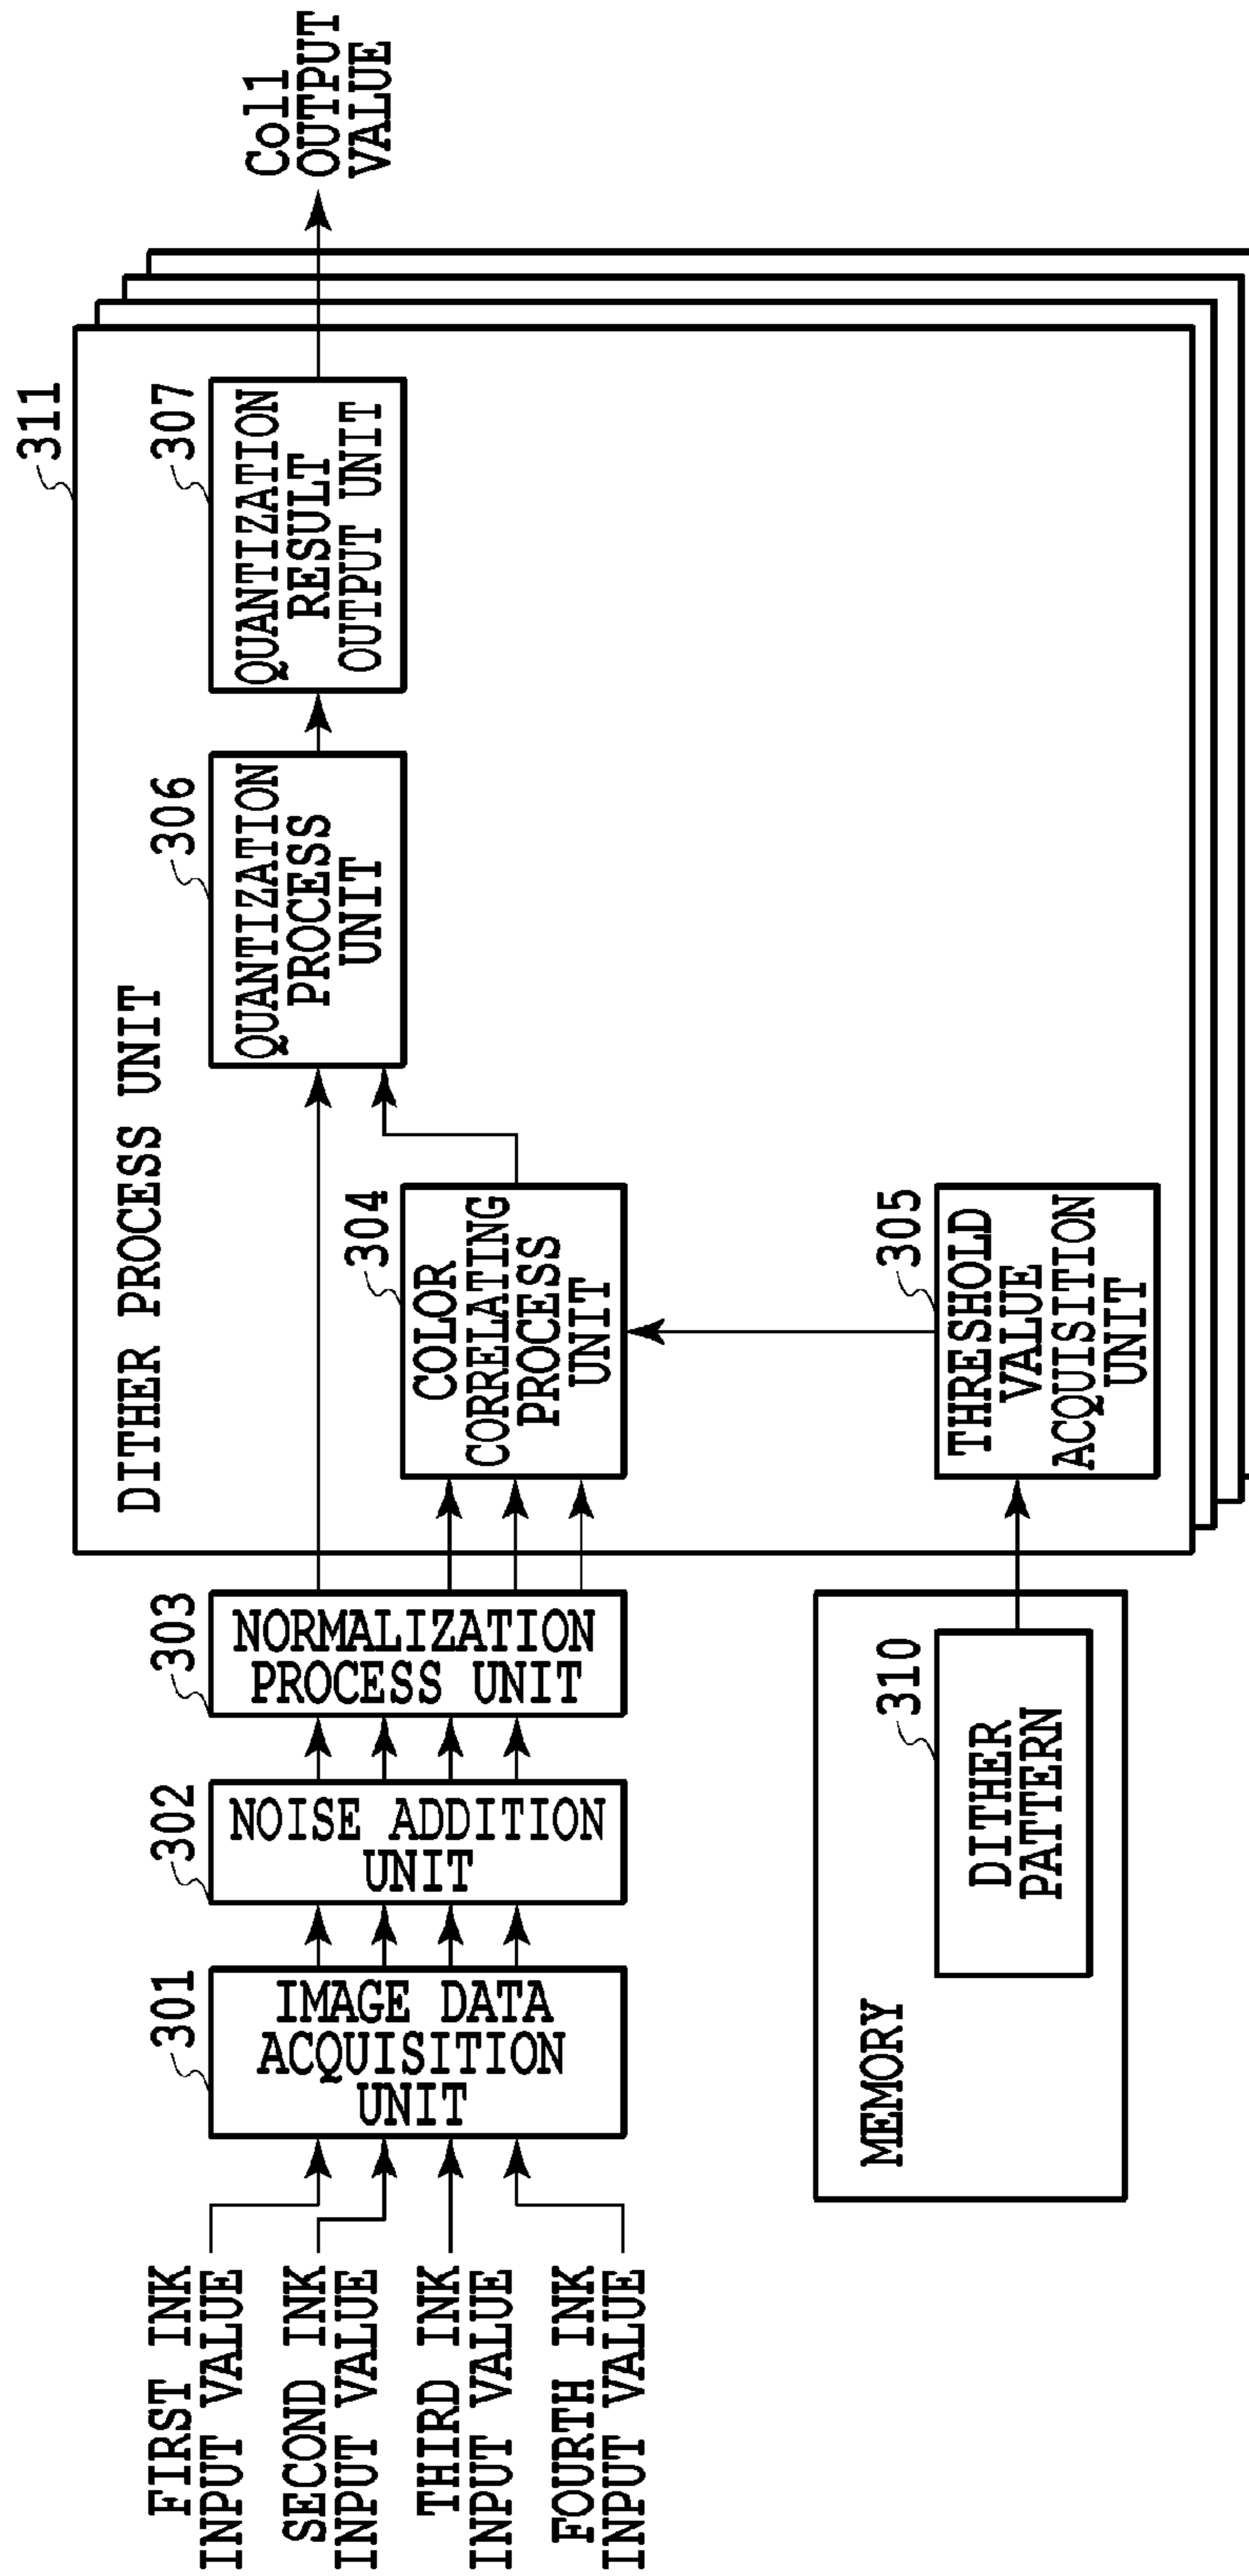 FIRST INK
INPUT VALUE
SECOND INK
INPUT VALUE
THIRD INK
INPUT VALUE
FOURTH INK
INPUT VALUE
301
IMAGE DATA
ACQUISITION
UNIT
302
NOISE ADDITION
UNIT
303
NORMALIZATION
PROCESS UNIT
MEMORY
310
DITHER
PATTERN
311
DITHER PROCESS UNIT
304
COLOR
CORRELATING
PROCESS
UNIT
305
THRESHOLD
VALUE
ACQUISITION
UNIT
306
QUANTIZATION
PROCESS
UNIT
307
QUANTIZATION
RESULT
OUTPUT UNIT
Col1
OUTPUT
VALUE